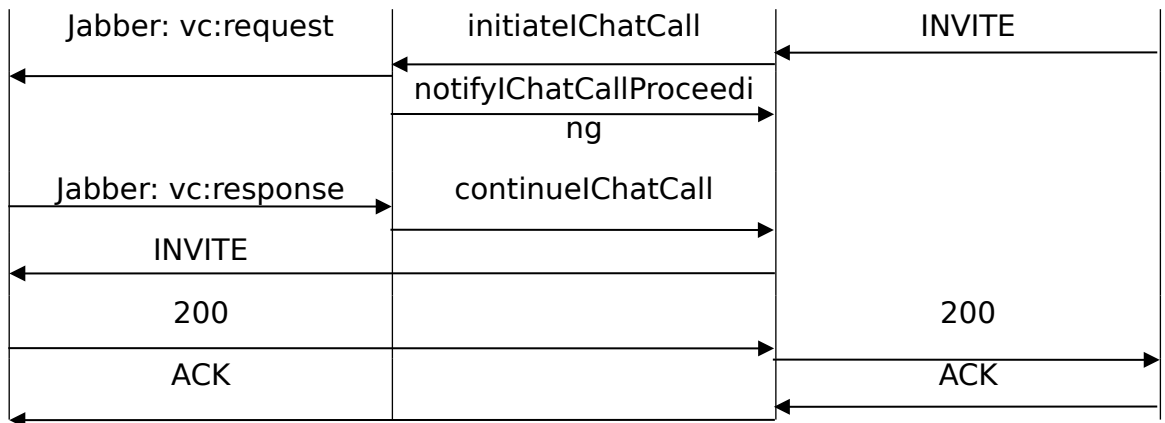 Jabber: vc:request
initiateIChatCall
INVITE
notifyIChatCallProceedi
ng
Jabber: vc:response
continueIChatCall
INVITE
200
200
ACK
ACK